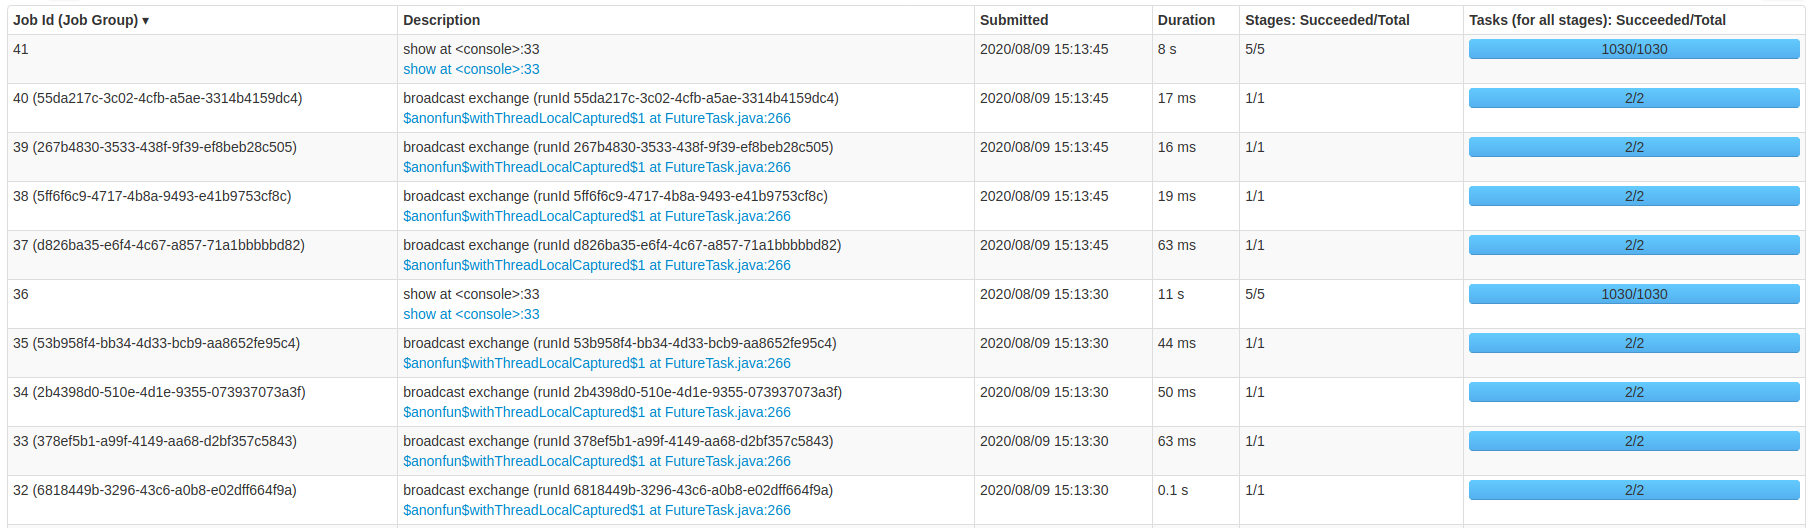 Job Id (Job Group) ▾ Description Submitted Duration Stages: Succeeded/Total Tasks (for all stages): Succeeded/Total
41 show at <console>:33 2020/08/09 15:13:45 8 s 5/5 1030/1030
show at <console>:33
40 (55da217c-3c02-4cfb-a5ae-3314b4159dc4) broadcast exchange (runId 55da217c-3c02-4cfb-a5ae-3314b4159dc4) 2020/08/09 15:13:45 17 ms 1/1 2/2
$anonfun$withThreadLocalCaptured$1 at FutureTask.java:266
39 (267b4830-3533-438f-9f39-ef8beb28c505) broadcast exchange (runId 267b4830-3533-438f-9f39-ef8beb28c505) 2020/08/09 15:13:45 16 ms 1/1 2/2
$anonfun$withThreadLocalCaptured$1 at FutureTask.java:266
38 (5ff6f6c9-4717-4b8a-9493-e41b9753cf8c) broadcast exchange (runId 5ff6f6c9-4717-4b8a-9493-e41b9753cf8c) 2020/08/09 15:13:45 19 ms 1/1 2/2
$anonfun$withThreadLocalCaptured$1 at FutureTask.java:266
37 (d826ba35-e6f4-4c67-a857-71a1bbbbbd82) broadcast exchange (runId d826ba35-e6f4-4c67-a857-71a1bbbbbd82) 2020/08/09 15:13:45 63 ms 1/1 2/2
$anonfun$withThreadLocalCaptured$1 at FutureTask.java:266
36 show at <console>:33 2020/08/09 15:13:30 11 s 5/5 1030/1030
show at <console>:33
35 (53b958f4-bb34-4d33-bcb9-aa8652fe95c4) broadcast exchange (runId 53b958f4-bb34-4d33-bcb9-aa8652fe95c4) 2020/08/09 15:13:30 44 ms 1/1 2/2
$anonfun$withThreadLocalCaptured$1 at FutureTask.java:266
34 (2b4398d0-510e-4d1e-9355-073937073a3f) broadcast exchange (runId 2b4398d0-510e-4d1e-9355-073937073a3f) 2020/08/09 15:13:30 50 ms 1/1 2/2
$anonfun$withThreadLocalCaptured$1 at FutureTask.java:266
33 (378ef5b1-a99f-4149-aa68-d2bf357c5843) broadcast exchange (runId 378ef5b1-a99f-4149-aa68-d2bf357c5843) 2020/08/09 15:13:30 63 ms 1/1 2/2
$anonfun$withThreadLocalCaptured$1 at FutureTask.java:266
32 (6818449b-3296-43c6-a0b8-e02dff664f9a) broadcast exchange (runId 6818449b-3296-43c6-a0b8-e02dff664f9a) 2020/08/09 15:13:30 0.1 s 1/1 2/2
$anonfun$withThreadLocalCaptured$1 at FutureTask.java:266